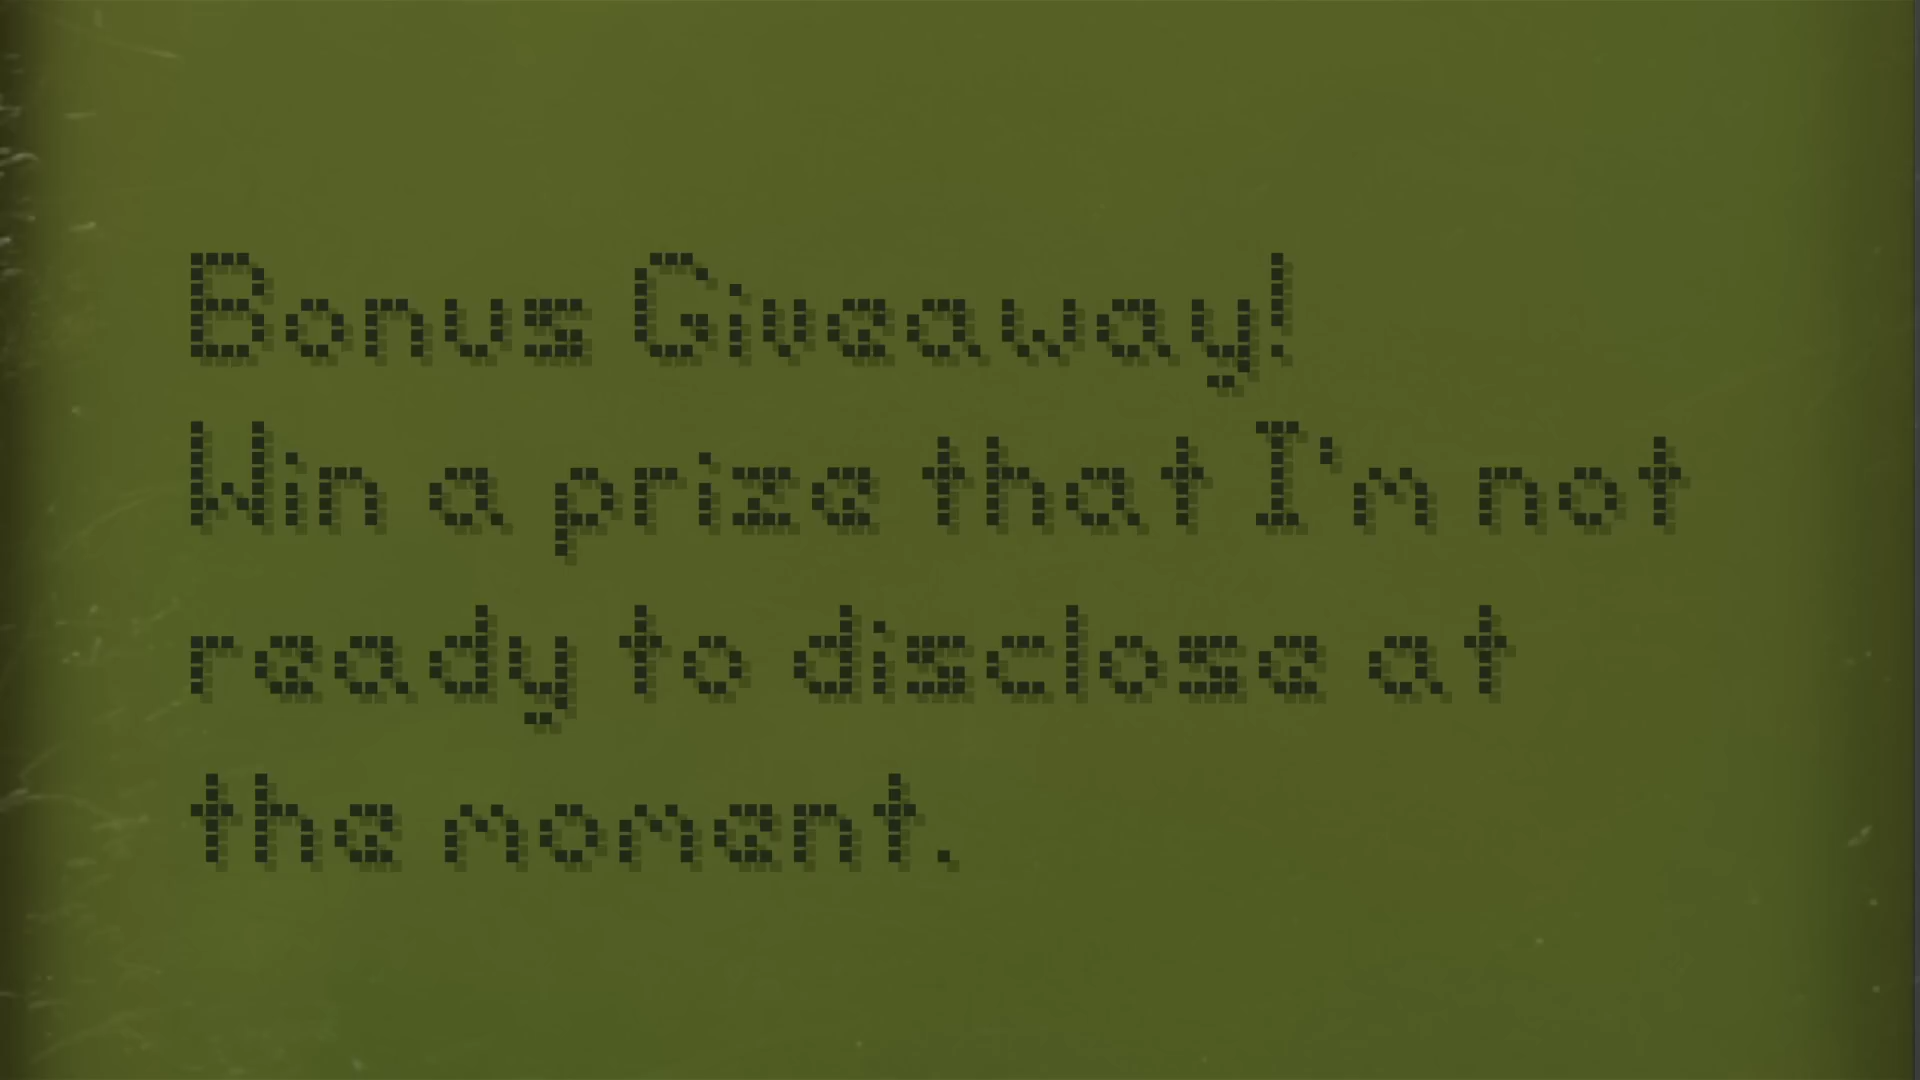 Bonus Giveaway!
Win a prize that I'm not
ready to disclose at
the moment.